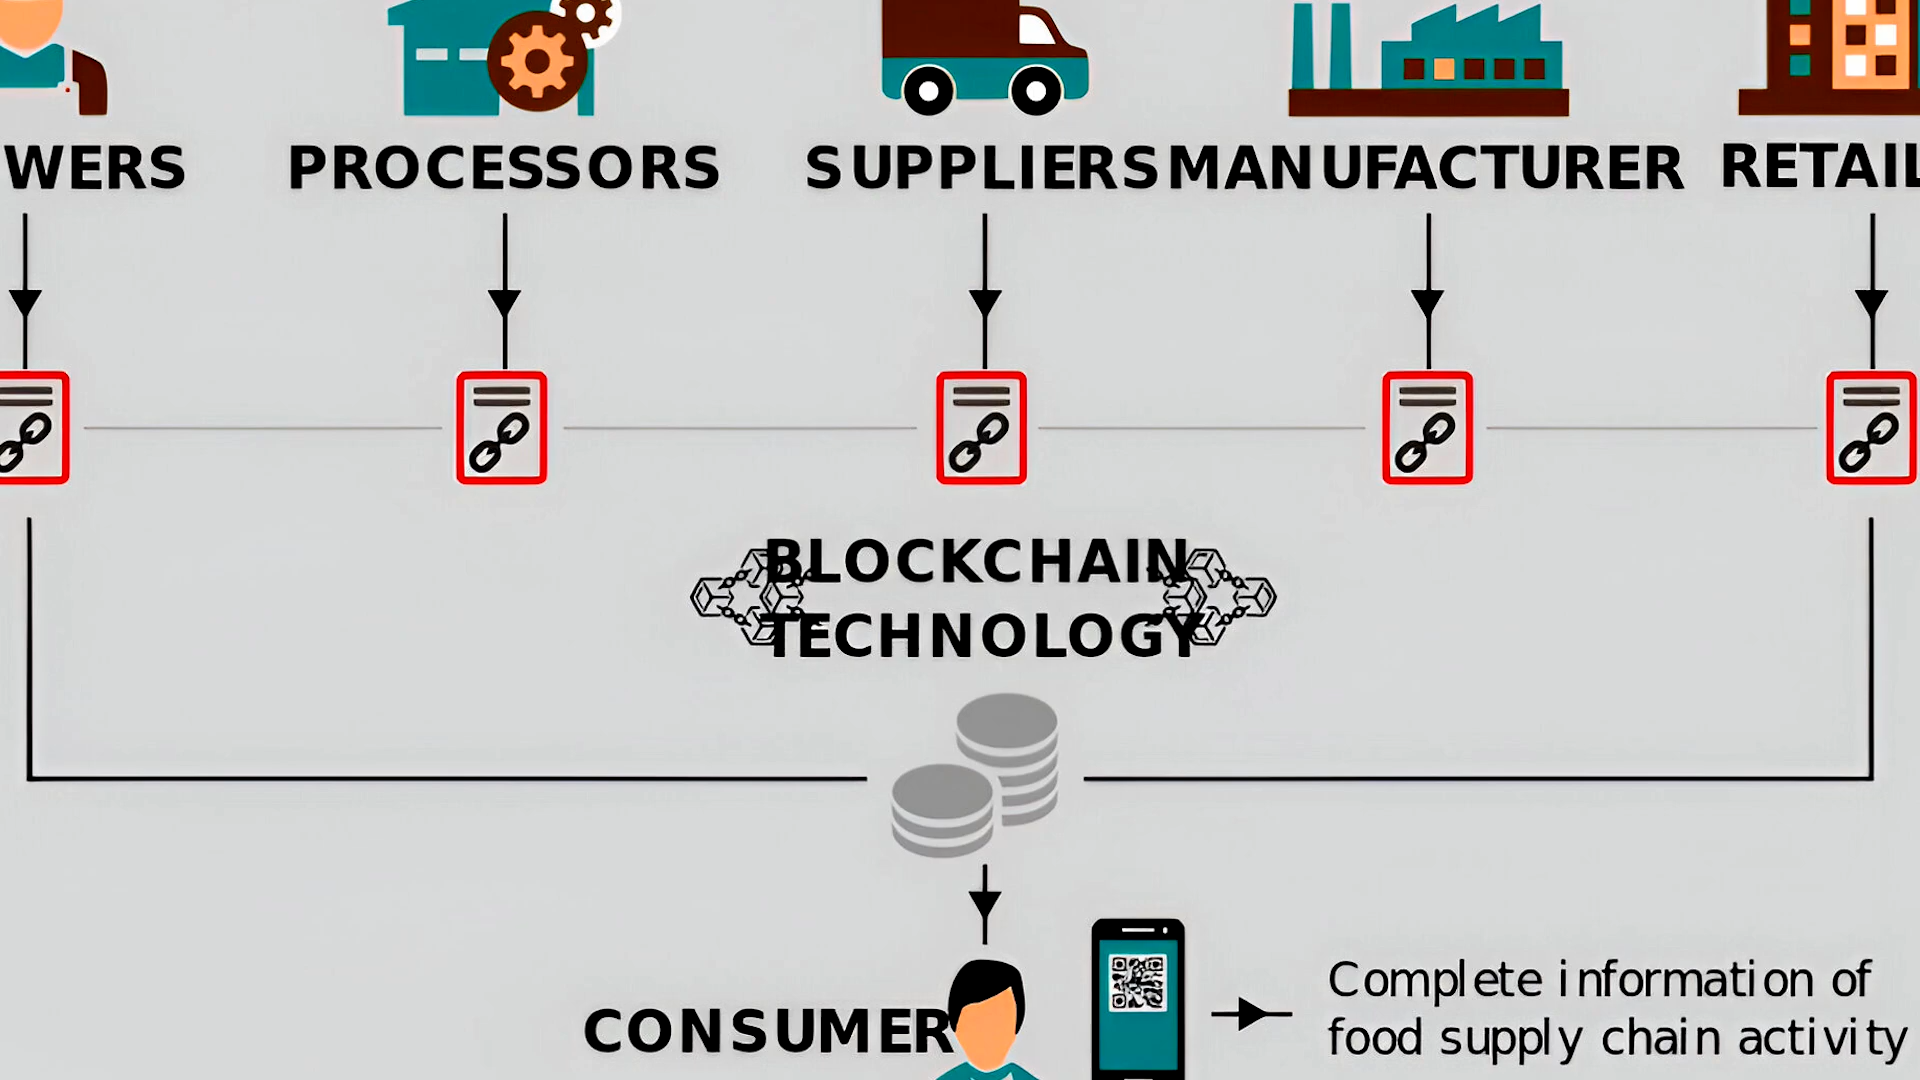 WERS PROCESSORS SUPPLIERS MANUFACTURER RETAIL
BLOCKCHAIN
TECHNOLOGY
CONSUMER
Complete information of
food supply chain activity